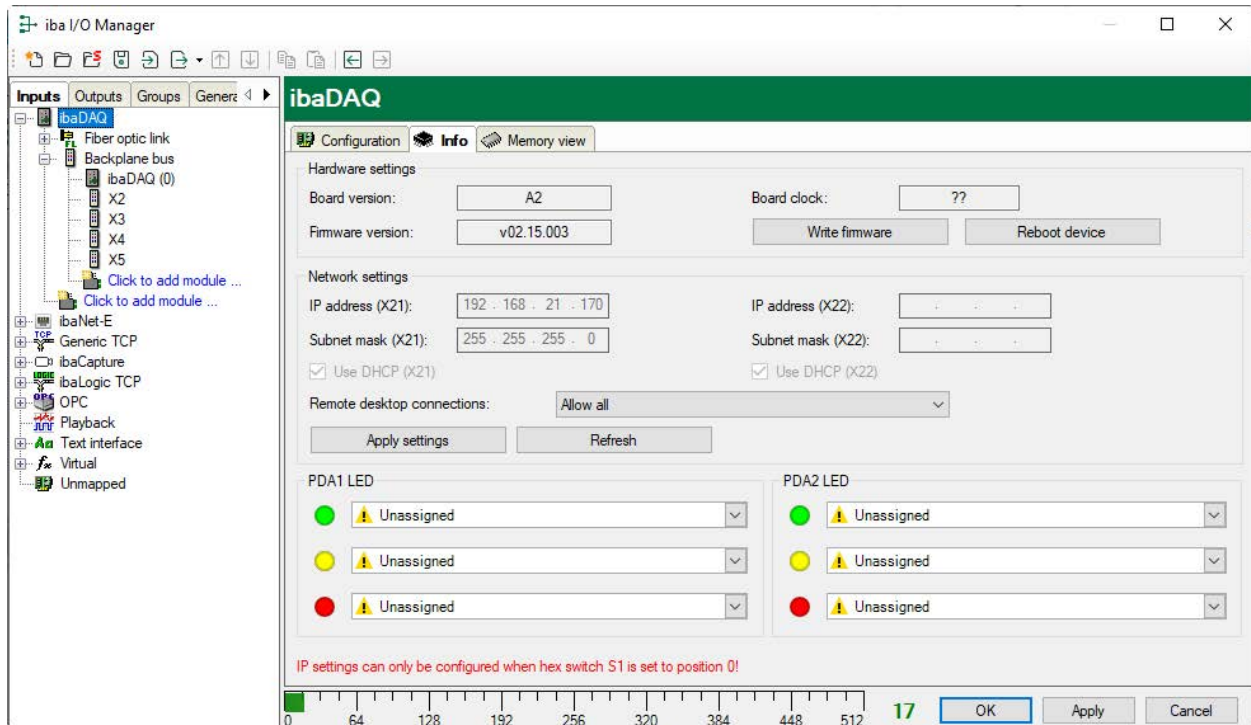 iba I/O Manager
Inputs Outputs Groups Genera
ibaDAQ
Fiber optic link
Backplane bus
ibaDAQ (0)
X2
X3
X4
X5
Click to add module ...
Click to add module ...
ibaNet-E
Generic TCP
ibaCapture
ibaLogic TCP
OPC
Playback
Text interface
Virtual
Unmapped
ibaDAQ
Configuration Info Memory view
Hardware settings
Board version: A2 Board clock: ??
Firmware version: v02.15.003 Write firmware Reboot device
Network settings
IP address (X21): 192 . 168 . 21 . 170 IP address (X22): . . .
Subnet mask (X21): 255 . 255 . 255 . 0 Subnet mask (X22): . . .
Use DHCP (X21) Use DHCP (X22)
Remote desktop connections: Allow all
Apply settings Refresh
PDA1 LED PDA2 LED
Unassigned Unassigned
Unassigned Unassigned
Unassigned Unassigned
IP settings can only be configured when hex switch S1 is set to position 0!
0 64 128 192 256 320 384 448 512 17 OK Apply Cancel